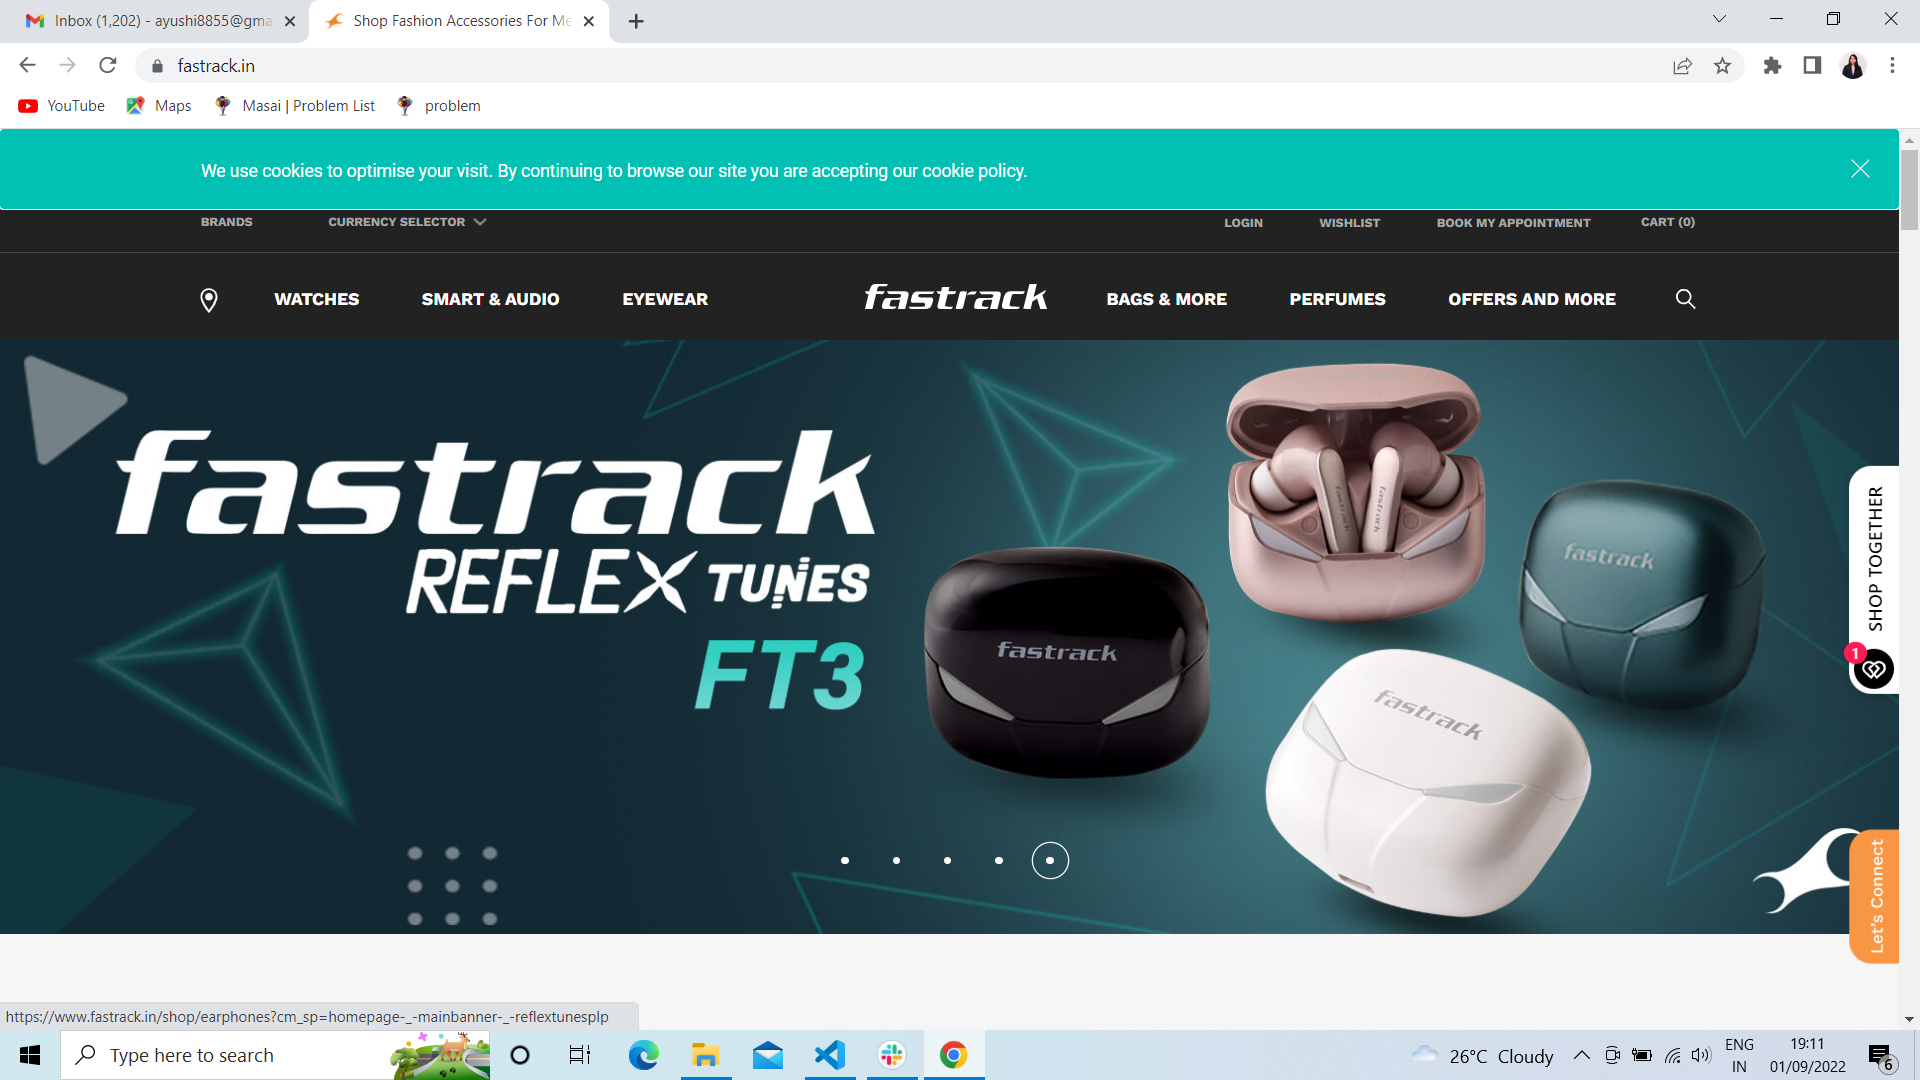 Inbox (1,202) - ayushi8855@gma
Shop Fashion Accessories For Me
fastrack.in
YouTube
Maps
Masai | Problem List
problem
We use cookies to optimise your visit. By continuing to browse our site you are accepting our cookie policy.
BRANDS
CURRENCY SELECTOR
LOGIN
WISHLIST
BOOK MY APPOINTMENT
CART (0)
WATCHES
SMART & AUDIO
EYEWEAR
fastrack
BAGS & MORE
PERFUMES
OFFERS AND MORE
fastrack
REFLEX TUNES
FT3
fastrack
fastrack
fastrack
fastrack
fastrack
fastrack
SHOP TOGETHER
1
Let's Connect
https://www.fastrack.in/shop/earphones?cm_sp=homepage-_-mainbanner-_-reflextunesplp
Type here to search
26°C Cloudy
ENG
IN
19:11
01/09/2022
6